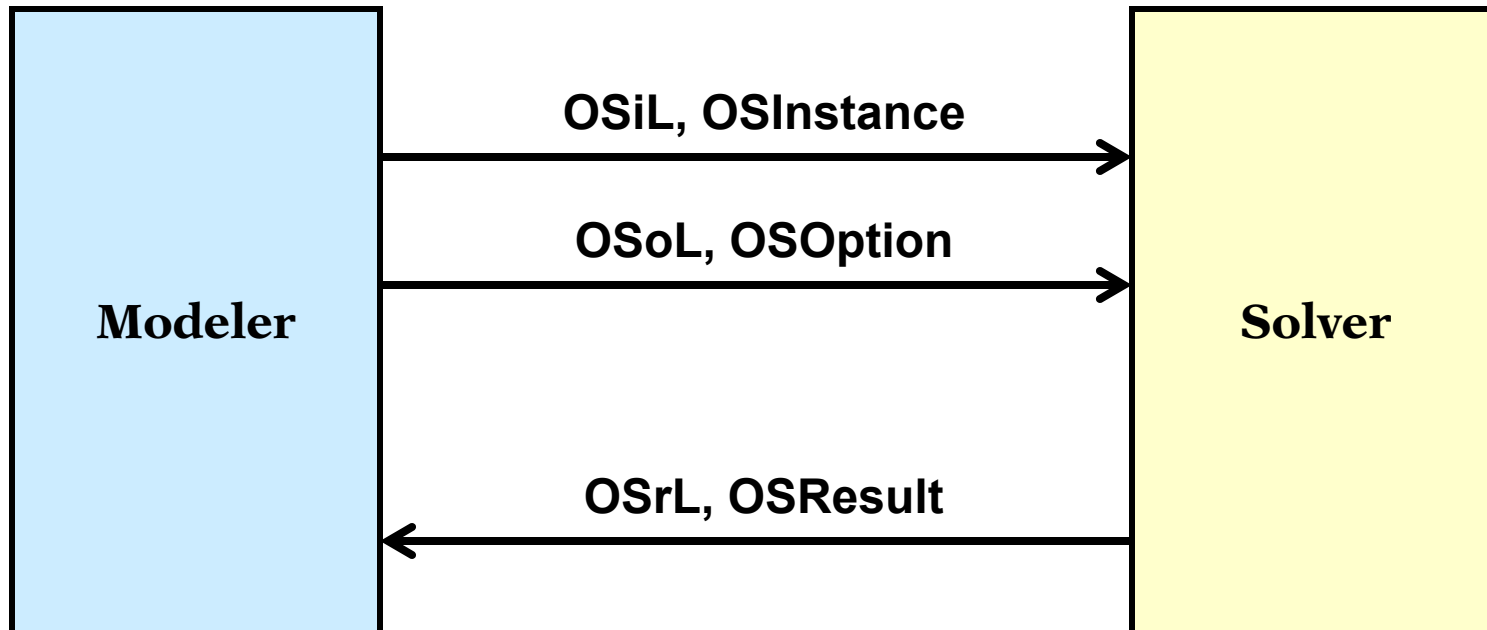 OSiL, OSInstance
OSoL, OSOption
Modeler
Solver
OSrL, OSResult